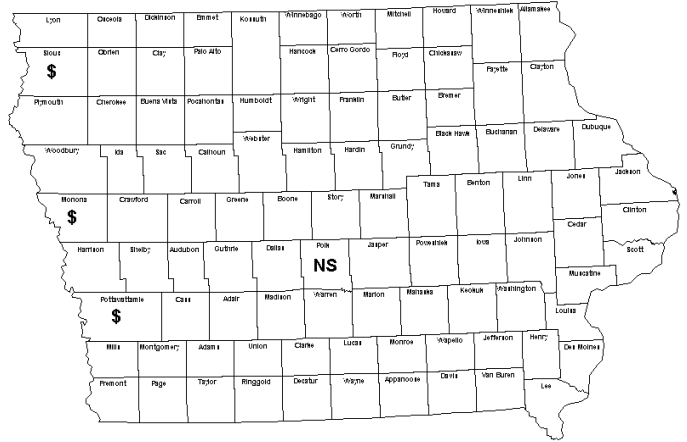 Lyon Osceola Dickinson Emmet Kossuth Winnebago Worth Mitchell Howard Winneshiek Allamakee
Sioux Obrien Clay Palo Alto Hancock Cerro Gordo Floyd Chickasaw
$
Fayette Clayton
Plymouth Cherokee Buena Vista Pocahontas Humboldt Wright Franklin Butler Bremer
Webster Black Hawk Buchanan Delaware Dubuque
Woodbury Ida Sac Calhoun Hamilton Hardin Grundy
Tama Benton Linn Jones Jackson
Monona Crawford Carroll Greene Boone Story Marshall
$
Clinton
Cedar
Harrison Shelby Audubon Guthrie Dallas Polk Jasper Poweshiek Iowa Johnson Scott
NS
Muscatine
Pottavattamie Cass Adair Madison Warren Marion Mahaska Keokuk Washington
$
Louisa
Mills Montgomery Adams Union Clarke Lucas Monroe Wapello Jefferson Henry Des Moines
Fremont Page Taylor Ringgold Decatur Wayne Appanoose Davis Van Buren Lee